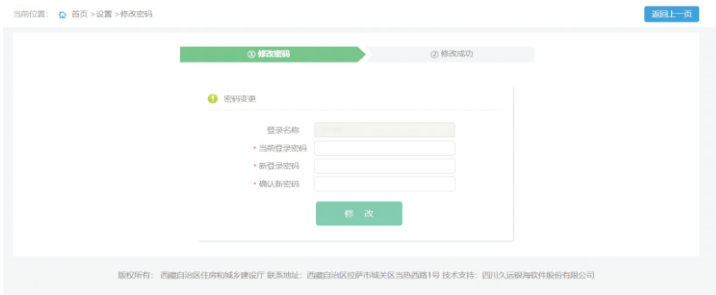 当前位置： 首页 >设置 >修改密码 返回上一页
① 修改密码 ② 修改成功
密码变更
登录名称
* 当前登录密码
* 新登录密码
* 确认新密码
修 改
版权所有： 西藏自治区住房和城乡建设厅 联系地址：西藏自治区拉萨市城关区当热西路1号 技术支持：四川久远银海软件股份有限公司